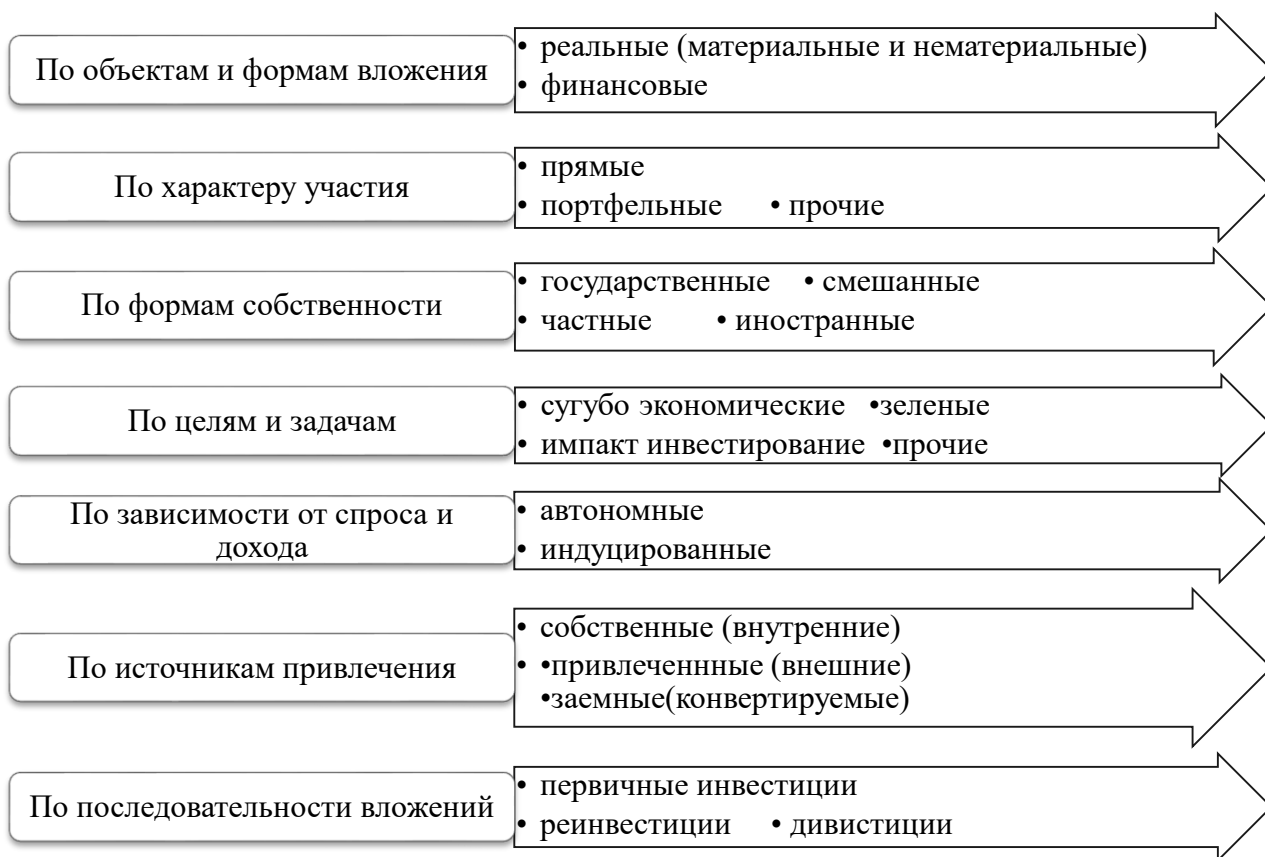 По объектам и формам вложения
• реальные (материальные и нематериальные)
• финансовые
По характеру участия
• прямые
• портфельные • прочие
По формам собственности
• государственные • смешанные
• частные • иностранные
По целям и задачам
• сугубо экономические •зеленые
• импакт инвестирование •прочие
По зависимости от спроса и
дохода
• автономные
• индуцированные
По источникам привлечения
• собственные (внутренние)
• •привлеченнные (внешние)
•заемные(конвертируемые)
По последовательности вложений
• первичные инвестиции
• реинвестиции • дивистиции